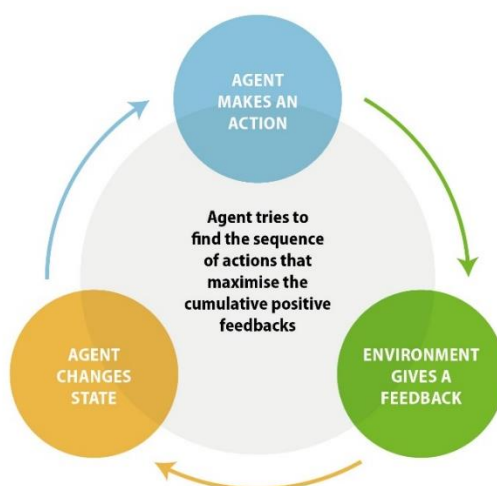 AGENT
MAKES AN
ACTION
Agent tries to
find the sequence
of actions that
maximise the
cumulative positive
feedbacks
AGENT
CHANGES
STATE
ENVIRONMENT
GIVES A
FEEDBACK